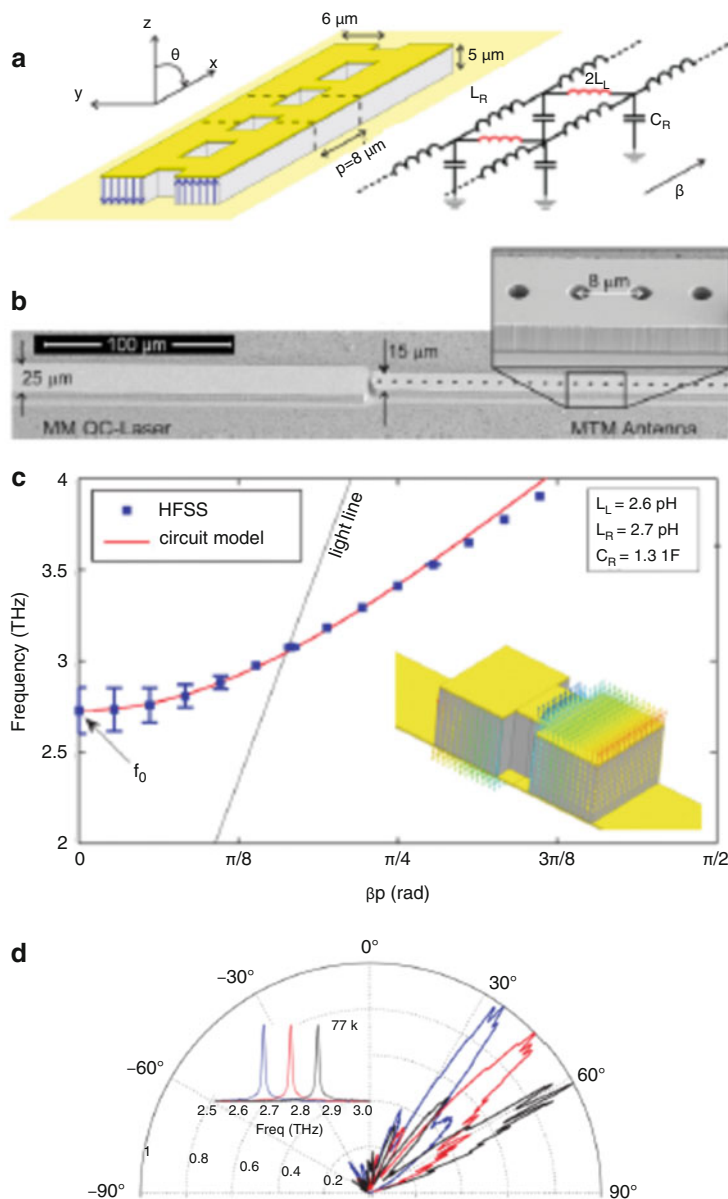 a
z
θ
x
y
6 μm
5 μm
p=8 μm
L_R
2L_L
C_R
β
b
100 μm
25 μm
15 μm
8 μm
MM QC-Laser
MTM Antenna
c
4
3.5
3
2.5
2
Frequency (THz)
HFSS
circuit model
light line
L_L = 2.6 pH
L_R = 2.7 pH
C_R = 1.3 1F
f_0
0
π/8
π/4
3π/8
π/2
βp (rad)
d
0°
−30°
30°
−60°
60°
−90°
90°
77 k
2.5
2.6
2.7
2.8
2.9
3.0
Freq (THz)
1
0.8
0.6
0.4
0.2